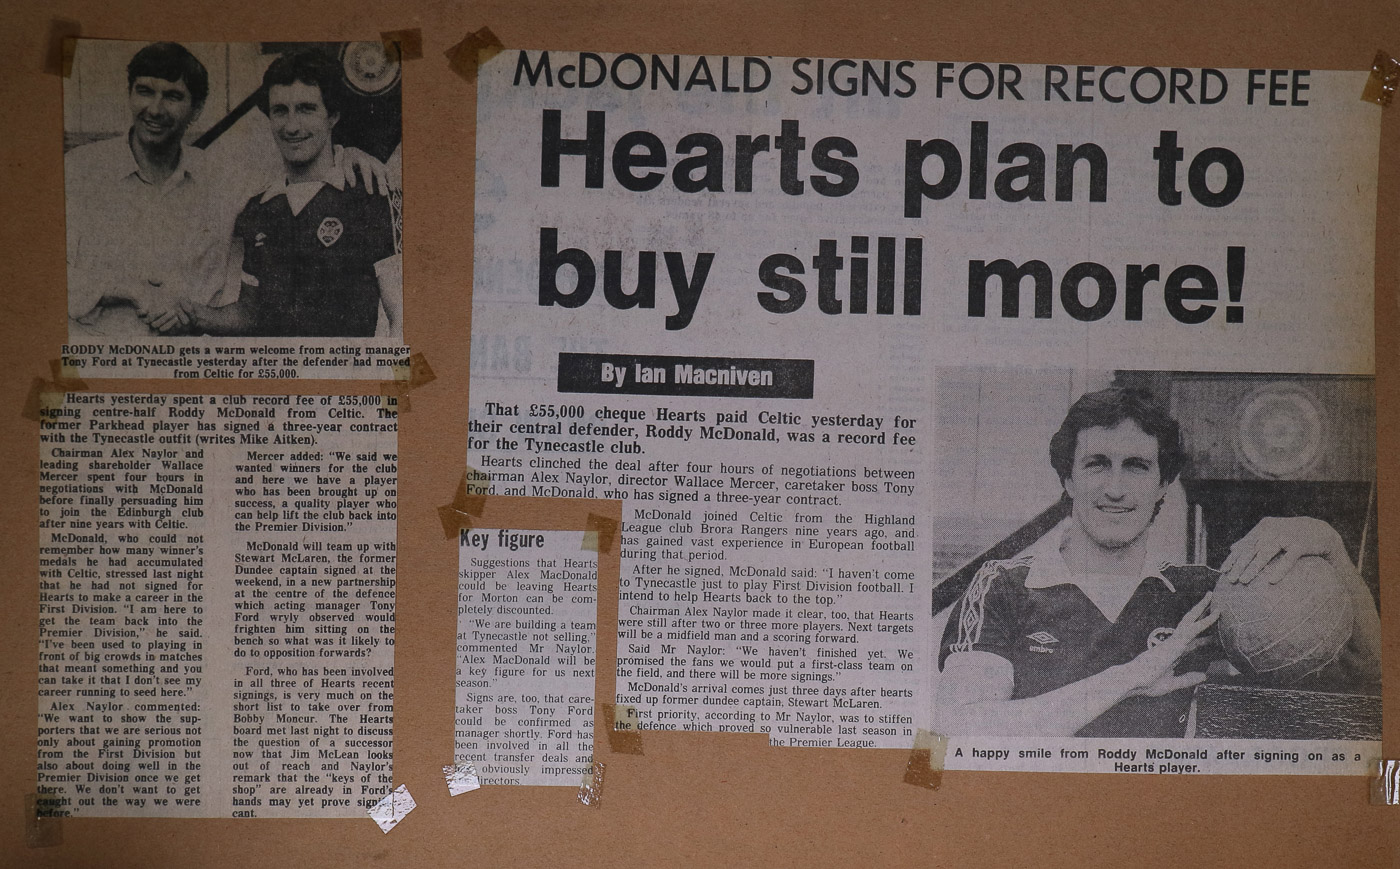 RODDY McDONALD gets a warm welcome from acting manager
Tony Ford at Tynecastle yesterday after the defender had moved
from Celtic for £55,000.
Hearts yesterday spent a club record fee of £55,000 in
signing centre-half Roddy McDonald from Celtic. The
former Parkhead player has signed a three-year contract
with the Tynecastle outfit (writes Mike Aitken).
Chairman Alex Naylor and
leading shareholder Wallace
Mercer spent four hours in
negotiations with McDonald
before finally persuading him
to join the Edinburgh club
after nine years with Celtic.
McDonald, who could not
remember how many winner's
medals he had accumulated
with Celtic, stressed last night
that he had not signed for
Hearts to make a career in the
First Division. "I am here to
get the team back into the
Premier Division," he said.
"I've been used to playing in
front of big crowds in matches
that meant something and you
can take it that I don't see my
career running to seed here."
Alex Naylor commented:
"We want to show the sup-
porters that we are serious not
only about gaining promotion
from the First Division but
also about doing well in the
Premier Division once we get
there. We don't want to get
caught out the way we were
before."
Mercer added: "We said we
wanted winners for the club
and here we have a player
who has been brought up on
success, a quality player who
can help lift the club back into
the Premier Division."
McDonald will team up with
Stewart McLaren, the former
Dundee captain signed at the
weekend, in a new partnership
at the centre of the defence
which acting manager Tony
Ford wryly observed would
frighten him sitting on the
bench so what was it likely to
do to opposition forwards?
Ford, who has been involved
in all three of Hearts recent
signings, is very much on the
short list to take over from
Bobby Moncur. The Hearts
board met last night to discuss
the question of a successor
now that Jim McLean looks
out of reach and Naylor's
remark that the "keys of the
shop" are already in Ford's
hands may yet prove signifi-
cant.
McDONALD SIGNS FOR RECORD FEE
Hearts plan to
buy still more!
By Ian Macniven
That £55,000 cheque Hearts paid Celtic yesterday for
their central defender, Roddy McDonald, was a record fee
for the Tynecastle club.
Hearts clinched the deal after four hours of negotiations between
chairman Alex Naylor, director Wallace Mercer, caretaker boss Tony
Ford, and McDonald, who has signed a three-year contract.
McDonald joined Celtic from the Highland
League club Brora Rangers nine years ago, and
has gained vast experience in European football
during that period.
After he signed, McDonald said: "I haven't come
to Tynecastle just to play First Division football. I
intend to help Hearts back to the top."
Chairman Alex Naylor made it clear, too, that Hearts
were still after two or three more players. Next targets
will be a midfield man and a scoring forward.
Said Mr Naylor: "We haven't finished yet. We
promised the fans we would put a first-class team on
the field, and there will be more signings."
McDonald's arrival comes just three days after hearts
fixed up former dundee captain, Stewart McLaren.
First priority, according to Mr Naylor, was to stiffen
the defence which proved so vulnerable last season in
the Premier League.
Key figure
Suggestions that Hearts
skipper Alex MacDonald
could be leaving Hearts
for Morton can be com-
pletely discounted.
"We are building a team
at Tynecastle not selling,"
commented Mr Naylor.
"Alex MacDonald will be
a key figure for us next
season."
Signs are, too, that care-
taker boss Tony Ford
could be confirmed as
manager shortly. Ford has
been involved in all the
recent transfer deals and
obviously impressed
directors.
umbro
A happy smile from Roddy McDonald after signing on as a
Hearts player.